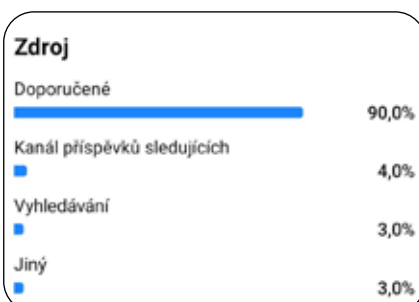 Zdroj
Doporučené
90,0%
Kanál příspěvků sledujících
4,0%
Vyhledávání
3,0%
Jiný
3,0%